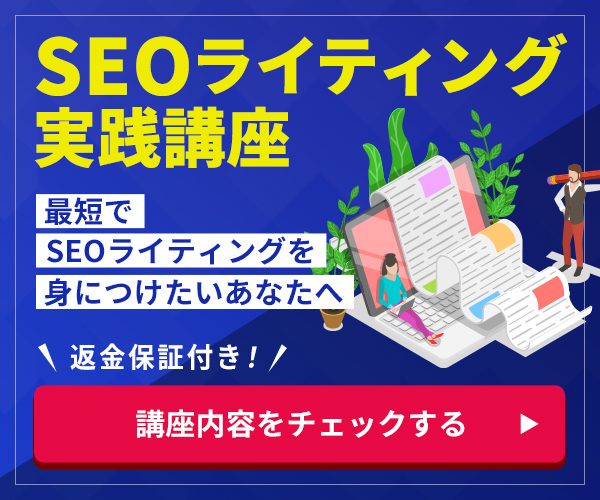 SEOライティング
実践講座
最短で
SEOライティングを
身につけたいあなたへ
返金保証付き!
講座内容をチェックする